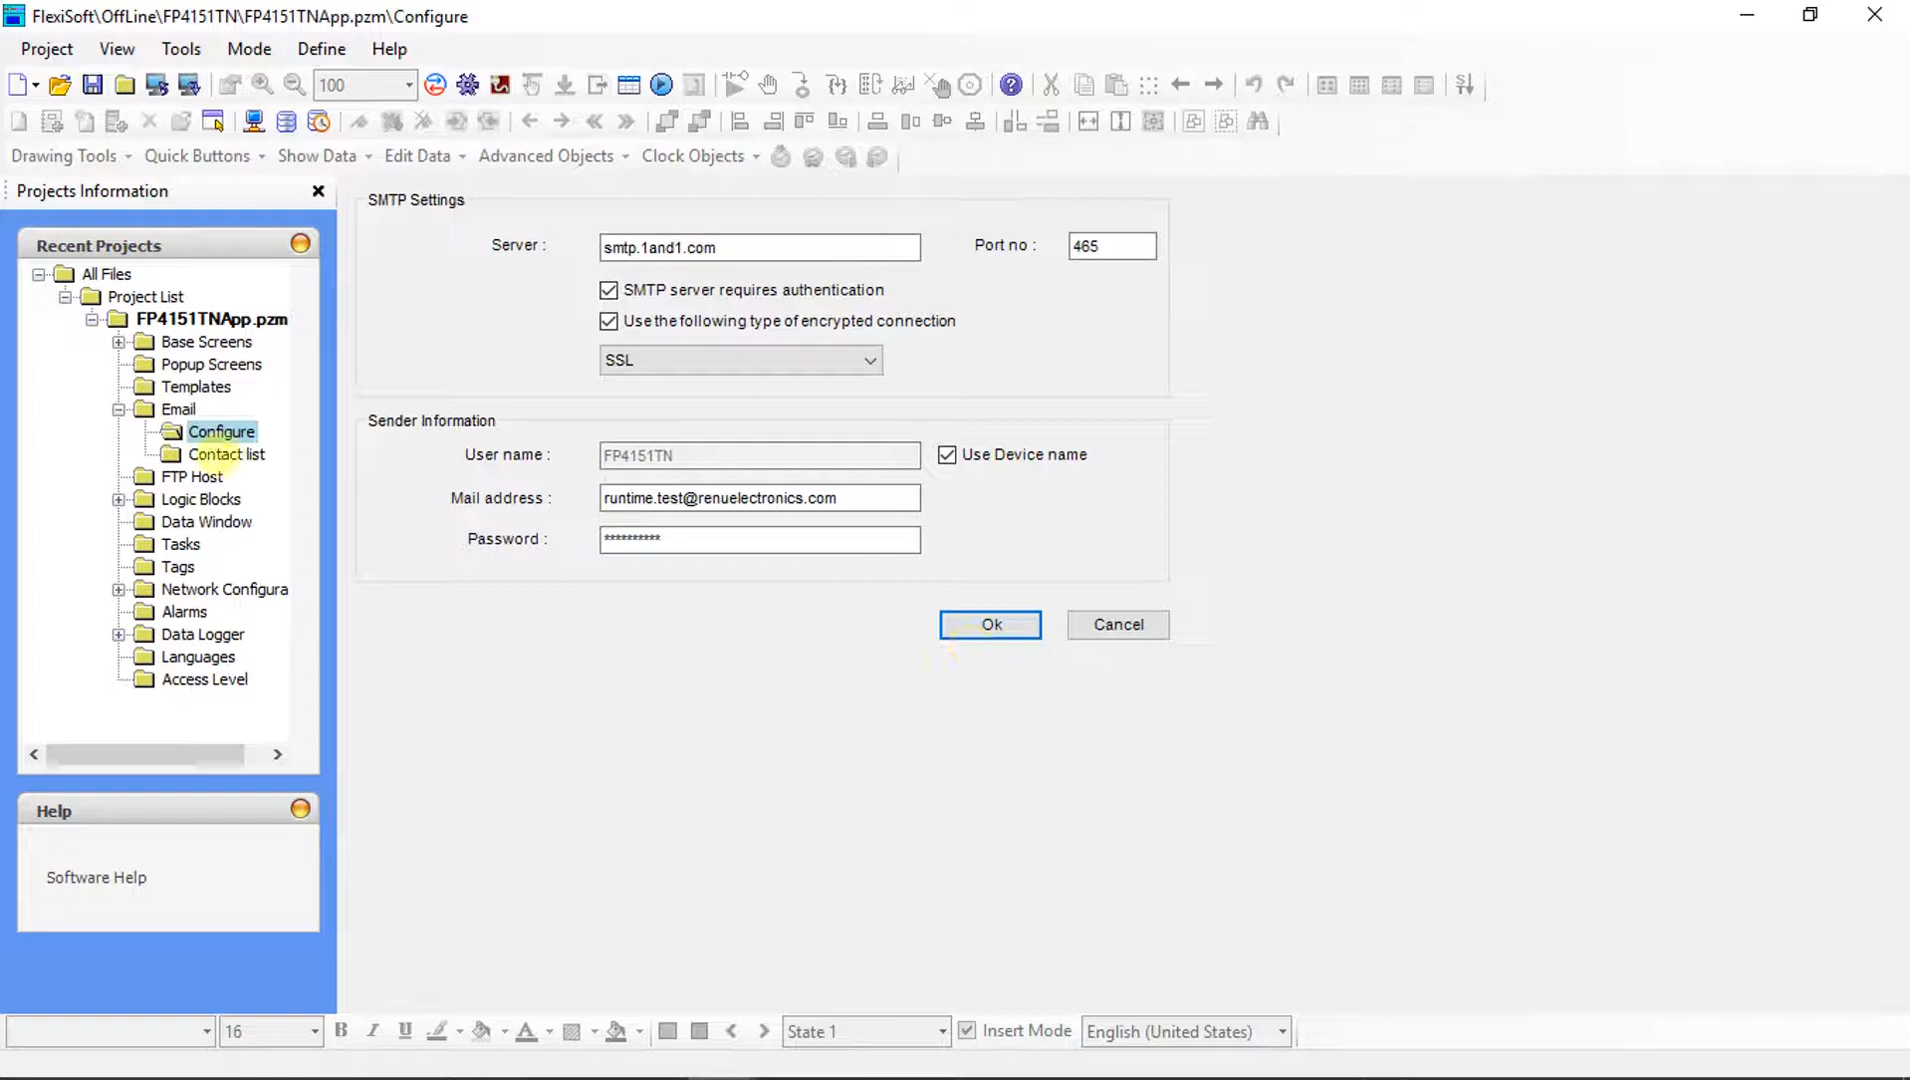 FlexiSoft\OffLine\FP4151TN\FP4151TNApp.pzm\Configure
Project View Tools Mode Define Help
100
Drawing Tools Quick Buttons Show Data Edit Data Advanced Objects Clock Objects
Projects Information
Recent Projects
All Files
Project List
FP4151TNApp.pzm
Base Screens
Popup Screens
Templates
Email
Configure
Contact list
FTP Host
Logic Blocks
Data Window
Tasks
Tags
Network Configura
Alarms
Data Logger
Languages
Access Level
Help
Software Help
SMTP Settings
Server : smtp.1and1.com Port no : 465
SMTP server requires authentication
Use the following type of encrypted connection
SSL
Sender Information
User name : FP4151TN Use Device name
Mail address : runtime.test@renuelectronics.com
Password : **********
Ok Cancel
16 B I U A State 1 Insert Mode English (United States)